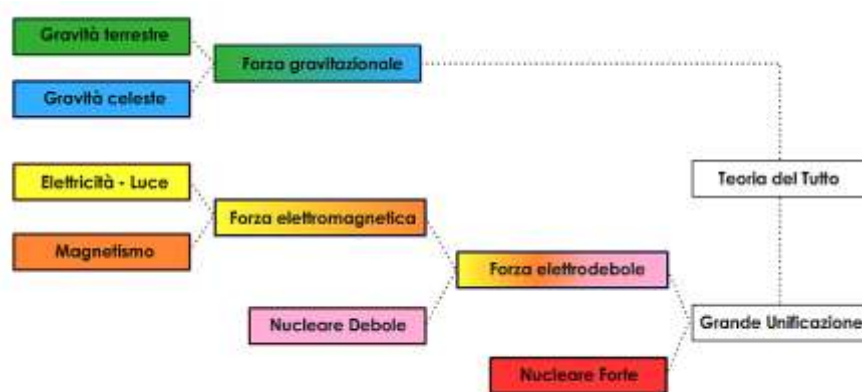 Gravità terrestre
Forza gravitazionale
Gravità celeste
Elettricità - Luce
Teoria del Tutto
Forza elettromagnetica
Magnetismo
Forza elettrodebole
Nucleare Debole
Grande Unificazione
Nucleare Forte